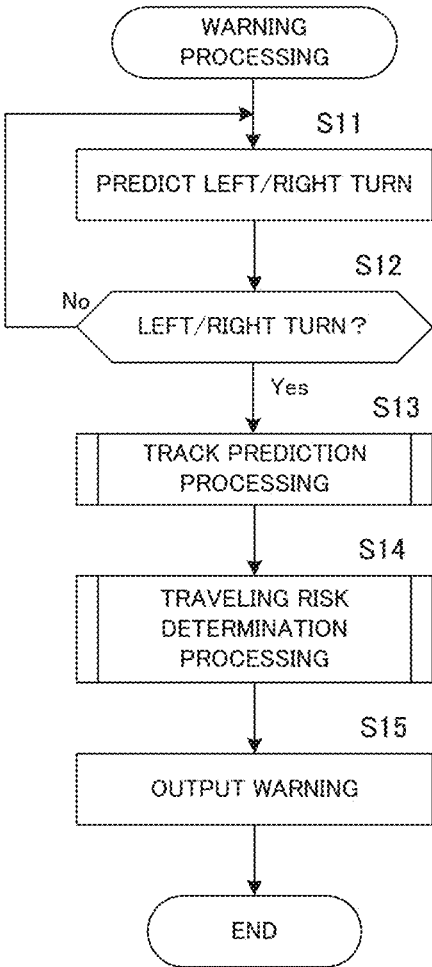 WARNING
PROCESSING
S11
PREDICT LEFT/RIGHT TURN
S12
No
LEFT/RIGHT TURN?
Yes
S13
TRACK PREDICTION
PROCESSING
S14
TRAVELING RISK
DETERMINATION
PROCESSING
S15
OUTPUT WARNING
END